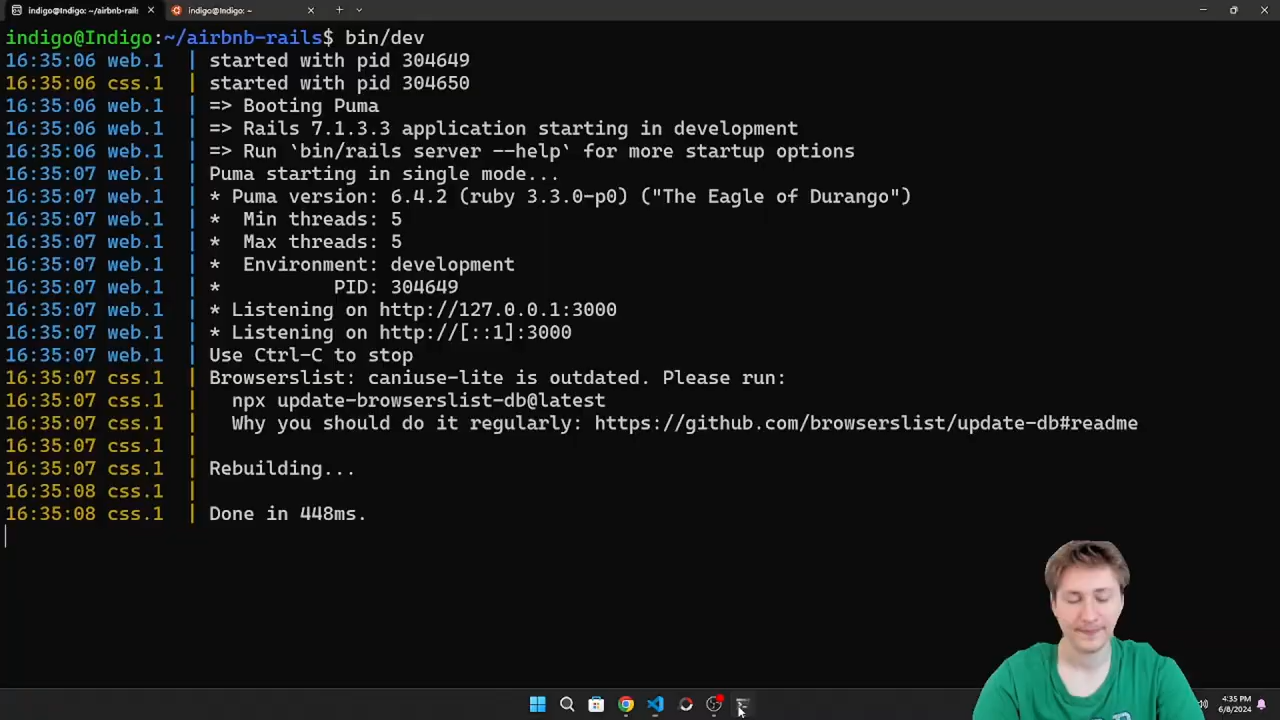 indigo@Indigo: ~/airbnb-rails
indigo@Indigo: ~
indigo@Indigo:~/airbnb-rails$ bin/dev
16:35:06 web.1 | started with pid 304649
16:35:06 css.1 | started with pid 304650
16:35:06 web.1 | => Booting Puma
16:35:06 web.1 | => Rails 7.1.3.3 application starting in development
16:35:06 web.1 | => Run `bin/rails server --help` for more startup options
16:35:07 web.1 | Puma starting in single mode...
16:35:07 web.1 | * Puma version: 6.4.2 (ruby 3.3.0-p0) ("The Eagle of Durango")
16:35:07 web.1 | * Min threads: 5
16:35:07 web.1 | * Max threads: 5
16:35:07 web.1 | * Environment: development
16:35:07 web.1 | * PID: 304649
16:35:07 web.1 | * Listening on http://127.0.0.1:3000
16:35:07 web.1 | * Listening on http://[::1]:3000
16:35:07 web.1 | Use Ctrl-C to stop
16:35:07 css.1 | Browserslist: caniuse-lite is outdated. Please run:
16:35:07 css.1 | npx update-browserslist-db@latest
16:35:07 css.1 | Why you should do it regularly: https://github.com/browserslist/update-db#readme
16:35:07 css.1 |
16:35:07 css.1 | Rebuilding...
16:35:08 css.1 |
16:35:08 css.1 | Done in 448ms.
4:35 PM
6/8/2024